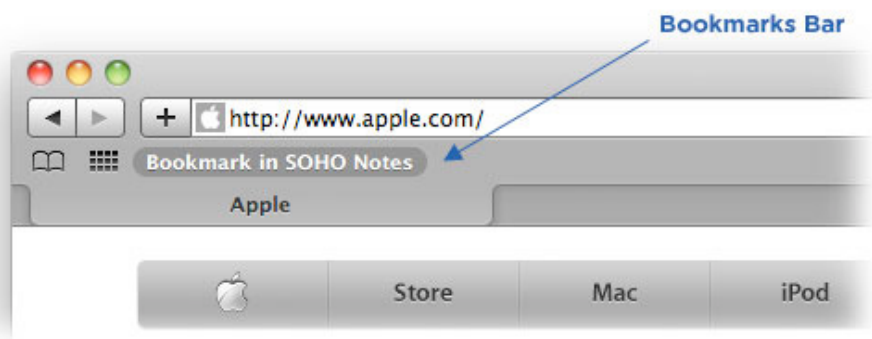 Bookmarks Bar
http://www.apple.com/
Bookmark in SOHO Notes
Apple
Store Mac iPod